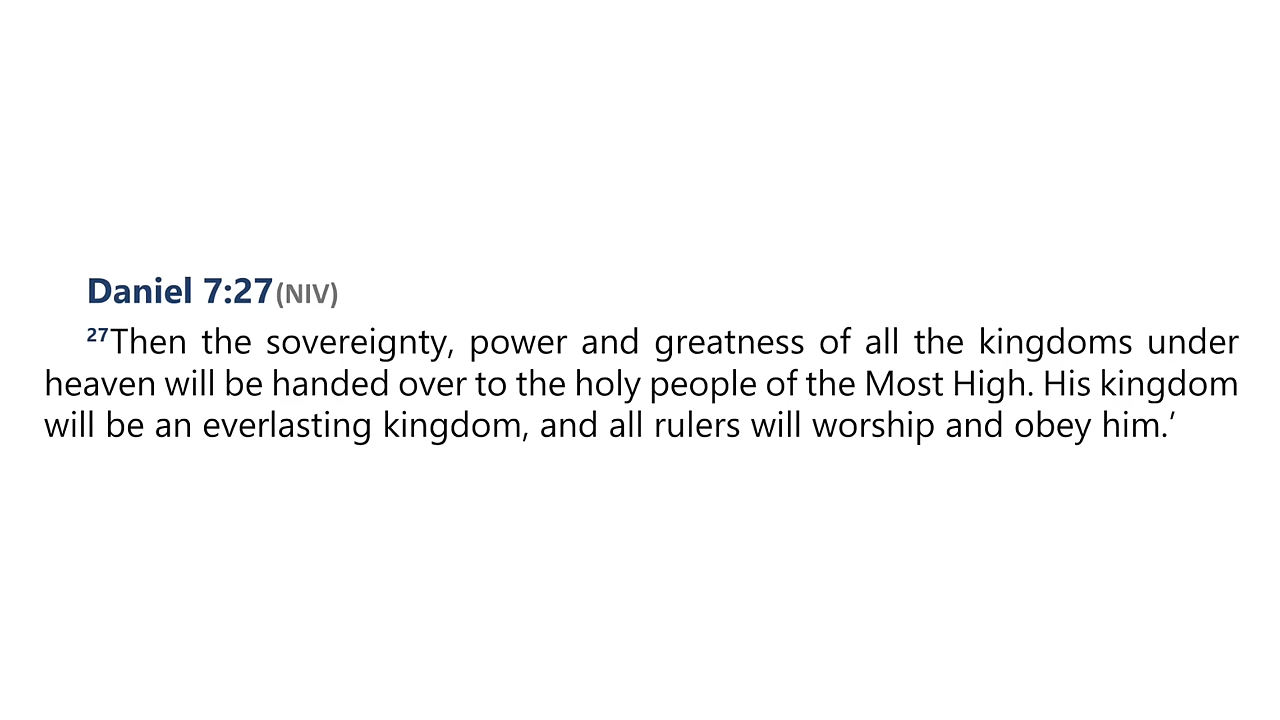 Daniel 7:27(NIV)
27Then the sovereignty, power and greatness of all the kingdoms under
heaven will be handed over to the holy people of the Most High. His kingdom
will be an everlasting kingdom, and all rulers will worship and obey him.’